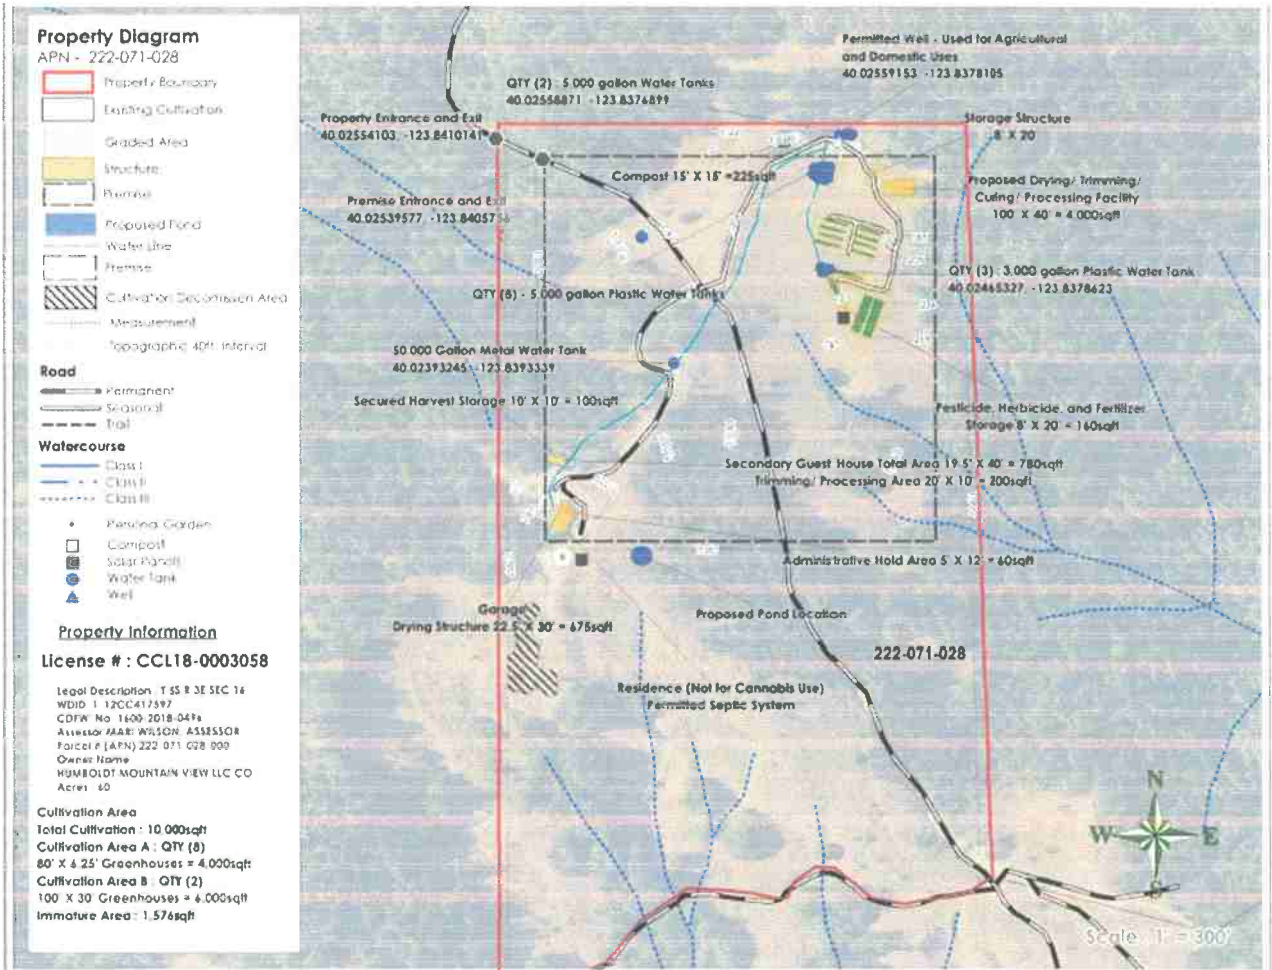 Property Diagram
APN - 222-071-028
Property Boundary
Existing Cultivation
Graded Area
Structure
Premise
Proposed Pond
Water Line
Premise
Cultivation Decomissen Area
Measurement
Topographic 40ft. Interval
Road
Permanent
Seasonal
Trail
Watercourse
Class I
Class II
Class III
Personal Garden
Compost
Solar Panels
Water Tank
Well
Property Information
License # : CCL18-0003058
Legal Description : T 5S R 3E SEC 16
WDID 1 12CC417597
CDFW No 1600-2018-049
Assessor MARI WILSON, ASSESSOR
Parcel # (APN) 222 071 028 000
Owner Name
HUMBOLDT MOUNTAIN VIEW LLC CO
Acres : 60
Cultivation Area
Total Cultivation : 10,000sqft
Cultivation Area A : QTY (8)
80' X 6.25' Greenhouses = 4,000sqft
Cultivation Area B : QTY (2)
100' X 30' Greenhouses = 6,000sqft
Immature Area : 1,576sqft
Permitted Well - Used for Agricultural
and Domestic Uses
40.02559153 -123.8378105
QTY (2) : 5.000 gallon Water Tanks
40.02558871 -123.8376899
Property Entrance and Exit
40.02554103, -123.8410141
Storage Structure
8' X 20'
Compost 15' X 15' =225sqft
Proposed Drying/ Trimming/
Curing/ Processing Facility
100' X 40' = 4.000sqft
Premise Entrance and Exit
40.02539577, -123.8405756
QTY (3) : 3.000 gallon Plastic Water Tank
40.02465327, -123.8378623
QTY (8) - 5.000 gallon Plastic Water Tanks
50.000 Gallon Metal Water Tank
40.02393245 -123.8393339
Secured Harvest Storage 10' X 10' = 100sqft
Pesticide, Herbicide, and Fertilizer
Storage 8' X 20' = 160sqft
Secondary Guest House Total Area 19.5' X 40' = 780sqft
Trimming/ Processing Area 20' X 10' = 200sqft
Administrative Hold Area 5' X 12' = 60sqft
Garage
Drying Structure 22.5' X 30' = 675sqft
Proposed Pond Location
222-071-028
Residence (Not for Cannabis Use)
Permitted Septic System
N
W E
S
Scale : 1" = 300'